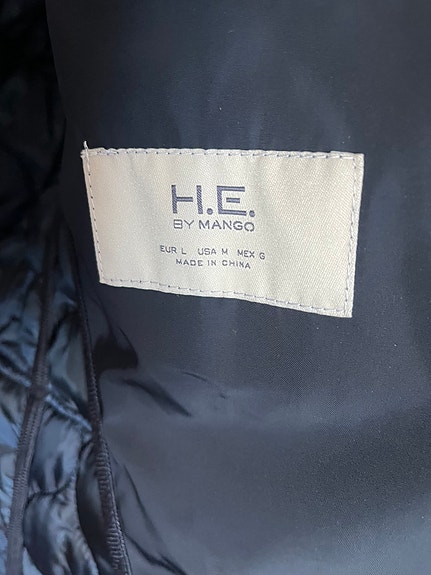 H.E.
BY MANGO
EUR L USA M MEX G
MADE IN CHINA